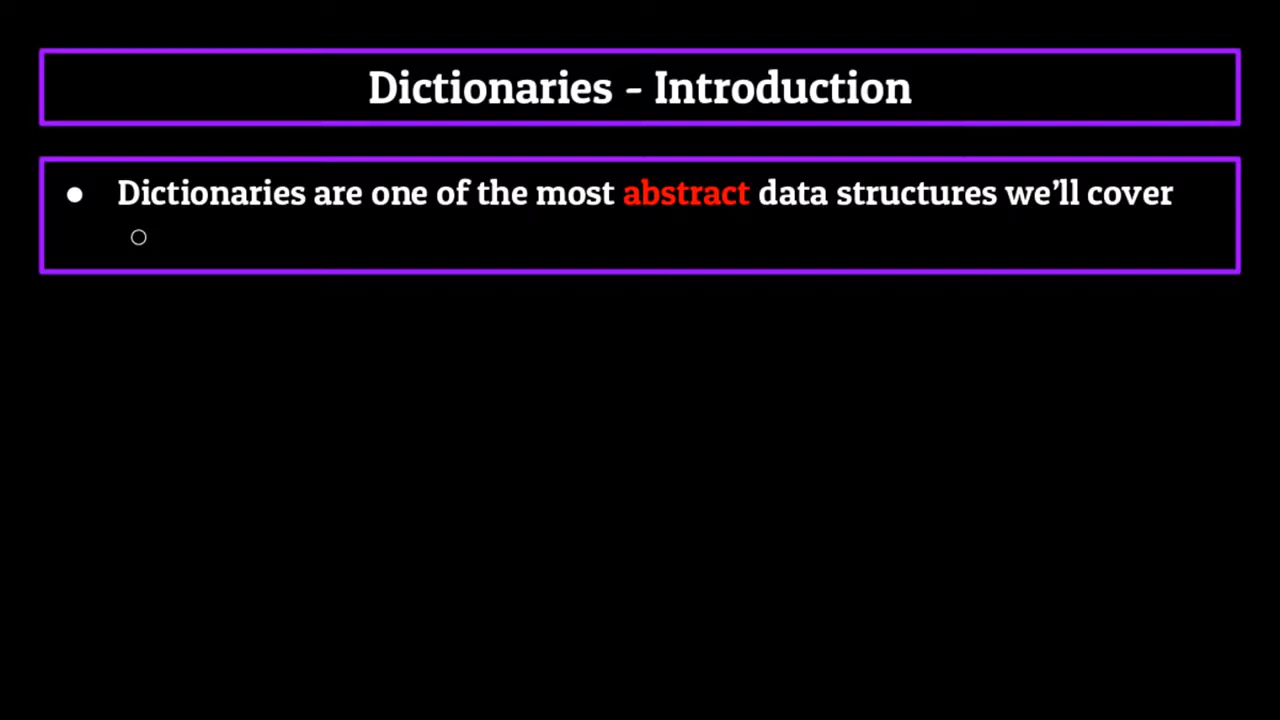 Dictionaries - Introduction
● Dictionaries are one of the most abstract data structures we’ll cover
○